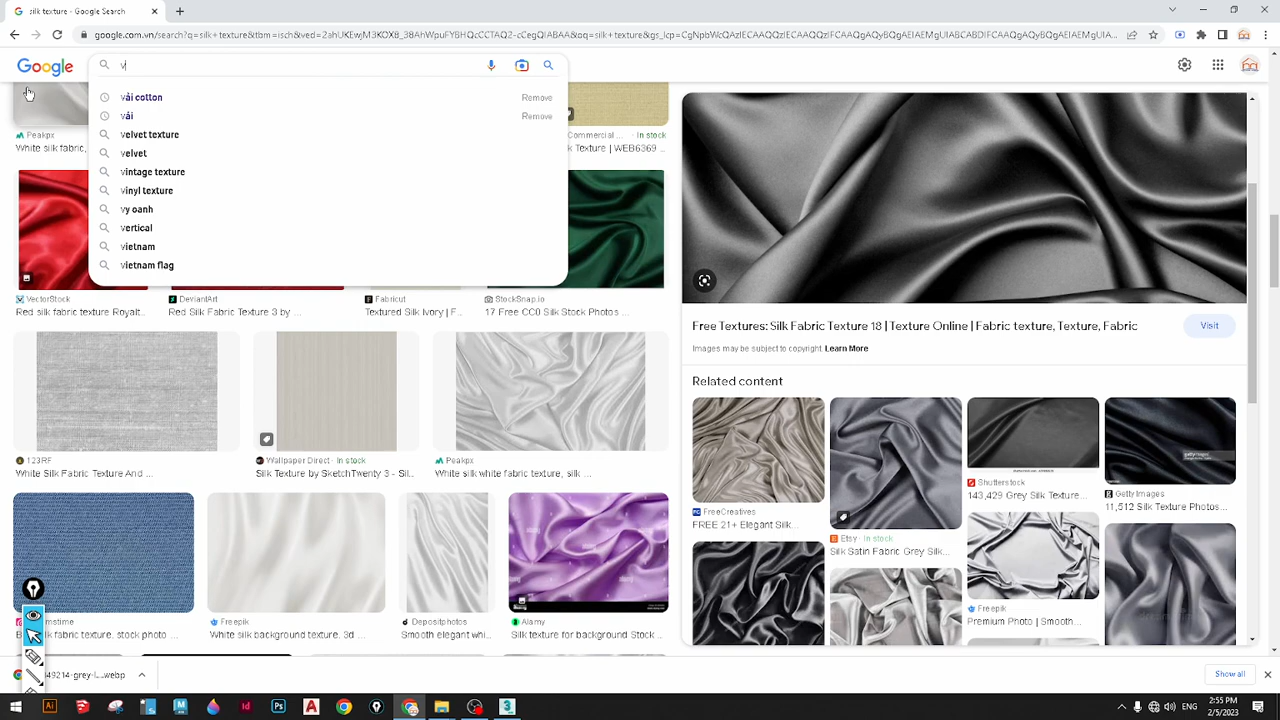 silk texture - Google Search
google.com.vn/search?q=silk+texture&tbm=isch&ved=
Google
v
vải cotton
Remove
vải
Remove
velvet texture
velvet
vintage texture
vinyl texture
vy oanh
vertical
vietnam
vietnam flag
Peakpx
White silk fabric,
Commercial ... · In stock
Texture | WEB6369 ...
VectorStock
Red silk fabric texture Royalt...
DeviantArt
Red Silk Fabric Texture 3 by ...
Fabricut
Textured Silk Ivory | F...
StockSnap.io
17 Free CC0 Silk Stock Photos ...
123RF
White Silk Fabric Texture And ...
Wallpaper Direct · In stock
Silk Texture by SketchTwenty 3 - Sil...
Peakpx
White silk white fabric texture, silk ...
mstime
silk fabric texture. stock photo ...
Freepik
White silk background texture. 3d ...
Depositphotos
Smooth elegant whi...
Alamy
Silk texture for background Stock ...
Free Textures: Silk Fabric Texture 18 | Texture Online | Fabric texture, Texture, Fabric
Visit
Images may be subject to copyright. Learn More
Related content
FreeCreatives
FREE 21+ Elegant Silk...
Etsy · In stock
Silk Satin Fabric Grey Silk...
Shutterstock
143,429 Grey Silk Texture...
Getty Images
11,512 Silk Texture Photos...
Freepik
Premium Photo | Smooth...
49214-grey-l....webp
Show all
ENG
2:55 PM
2/5/2023